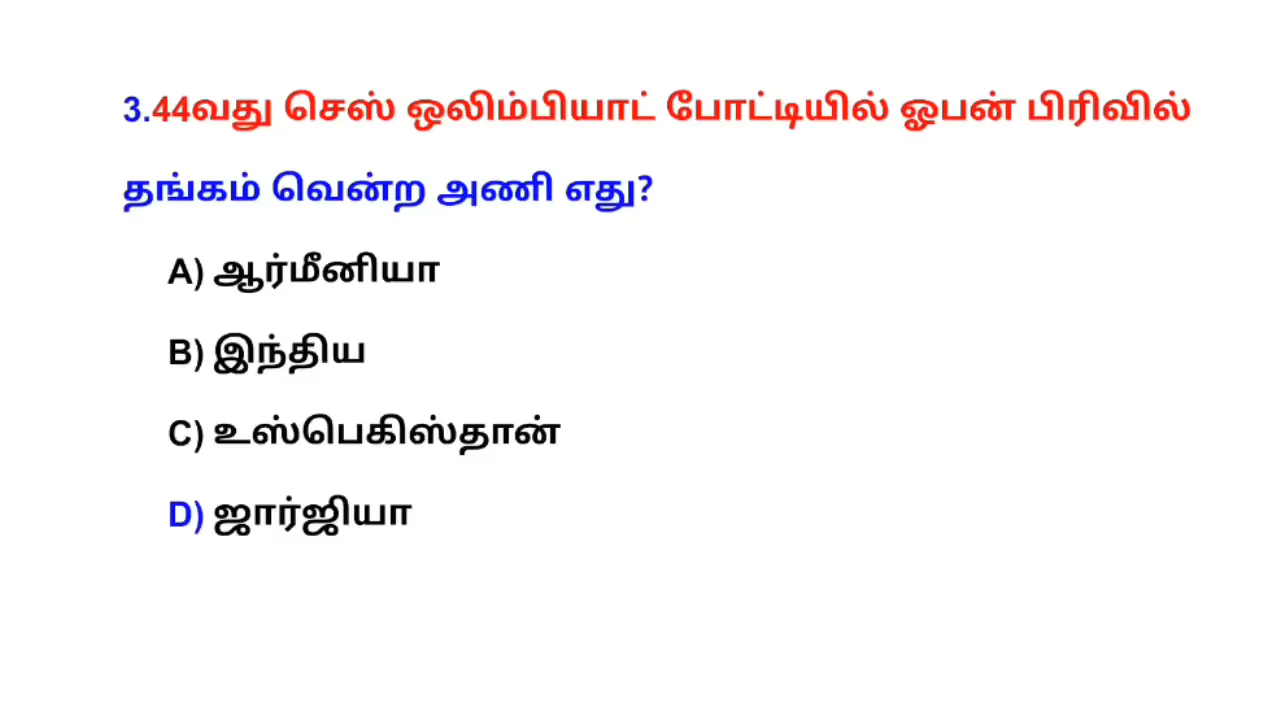 3.44வது செஸ் ஒலிம்பியாட் போட்டியில் ஓபன் பிரிவில்
தங்கம் வென்ற அணி எது?
A) ஆர்மீனியா
B) இந்திய
C) உஸ்பெகிஸ்தான்
D) ஜார்ஜியா